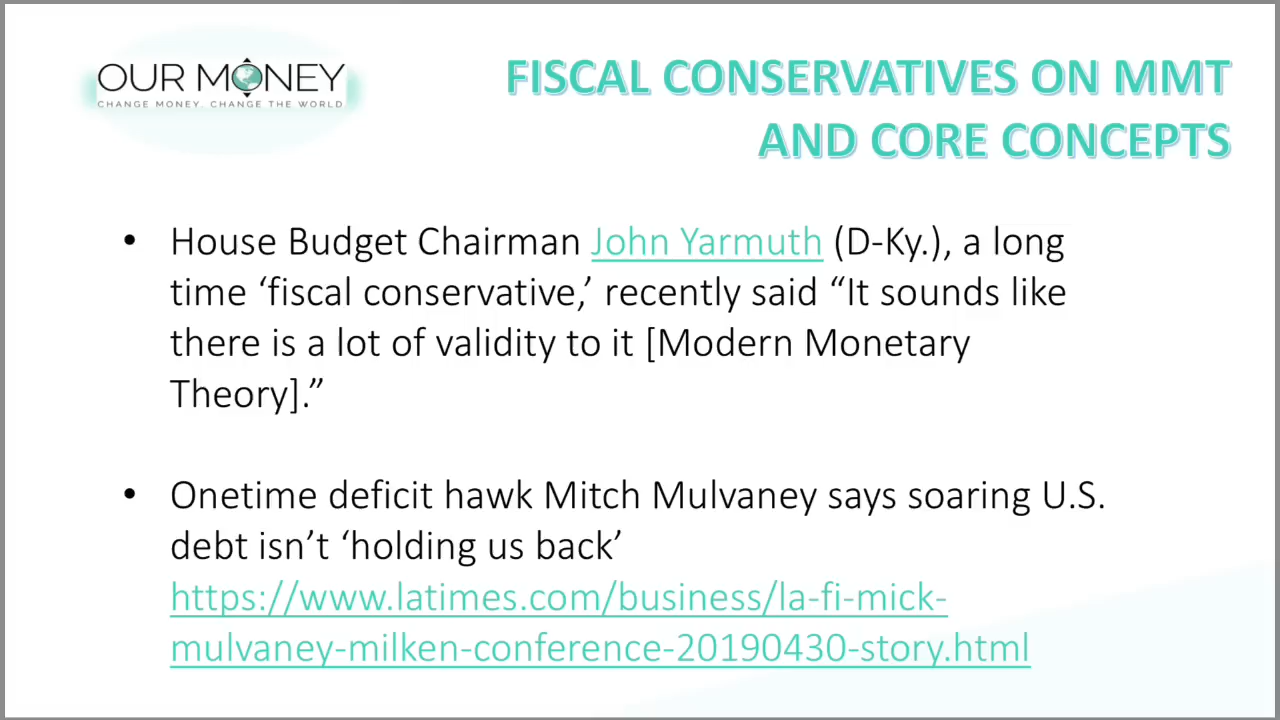 OUR MONEY
CHANGE MONEY. CHANGE THE WORLD
FISCAL CONSERVATIVES ON MMT
AND CORE CONCEPTS
• House Budget Chairman John Yarmuth (D-Ky.), a long
time ‘fiscal conservative,’ recently said “It sounds like
there is a lot of validity to it [Modern Monetary
Theory].”
• Onetime deficit hawk Mitch Mulvaney says soaring U.S.
debt isn’t ‘holding us back’
https://www.latimes.com/business/la-fi-mick-
mulvaney-milken-conference-20190430-story.html